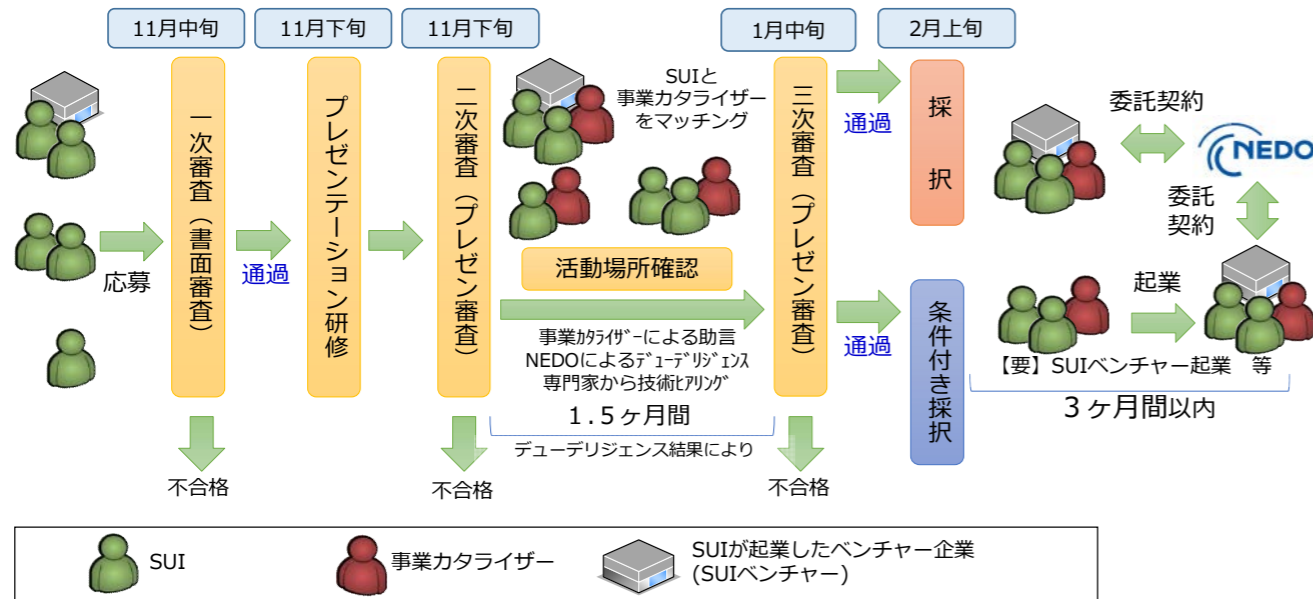 11月中旬
11月下旬
11月下旬
1月中旬
2月上旬
応募
一次審査（書面審査）
通過
不合格
プレゼンテーション研修
二次審査（プレゼン審査）
不合格
SUIと
事業カタライザー
をマッチング
活動場所確認
事業ｶﾀﾗｲｻﾞｰによる助言
NEDOによるﾃﾞｭｰﾃﾞﾘｼﾞｪﾝｽ
専門家から技術ﾋｱﾘﾝｸﾞ
１.５ヶ月間
デューデリジェンス結果により
三次審査（プレゼン審査）
不合格
通過
採択
通過
条件付き採択
委託契約
NEDO
委託
契約
起業
【要】SUIベンチャー起業　等
３ヶ月間以内
SUI
事業カタライザー
SUIが起業したベンチャー企業
(SUIベンチャー)